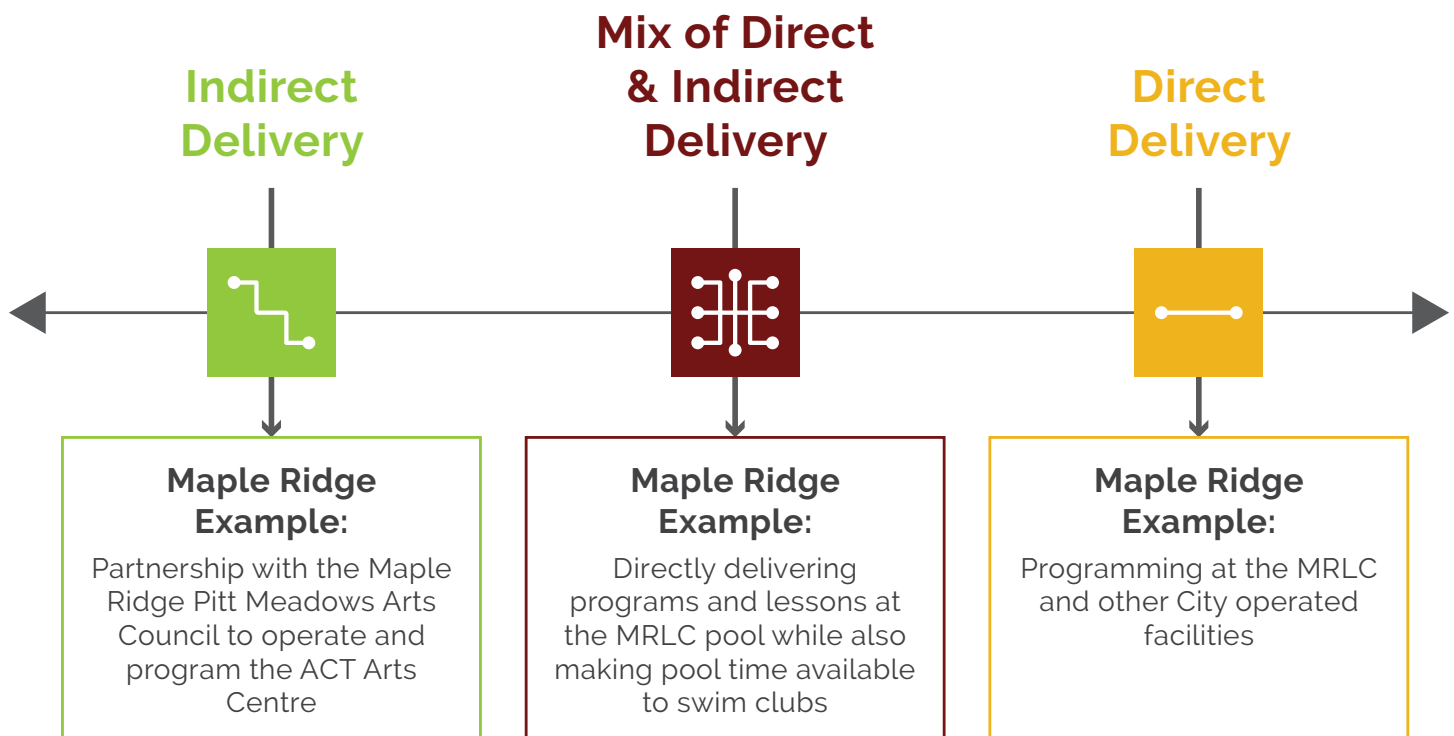 Indirect
Delivery
Mix of Direct
& Indirect
Delivery
Direct
Delivery
Maple Ridge
Example:
Partnership with the Maple
Ridge Pitt Meadows Arts
Council to operate and
program the ACT Arts
Centre
Maple Ridge
Example:
Directly delivering
programs and lessons at
the MRLC pool while also
making pool time available
to swim clubs
Maple Ridge
Example:
Programming at the MRLC
and other City operated
facilities